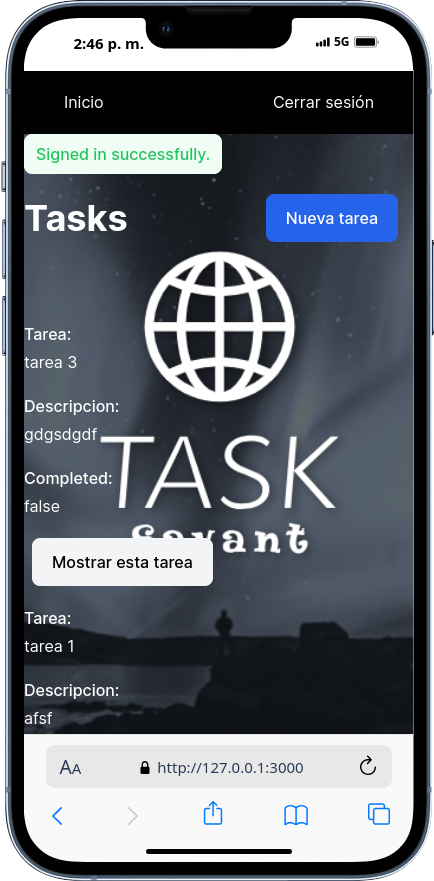 2:46 p. m. 5G
Inicio Cerrar sesión
Signed in successfully.
Tasks Nueva tarea
Tarea:
tarea 3
Descripcion:
gdgsdgdf
TASK
Completed:
false
Savant
Mostrar esta tarea
Tarea:
tarea 1
Descripcion:
afsf
AA http://127.0.0.1:3000